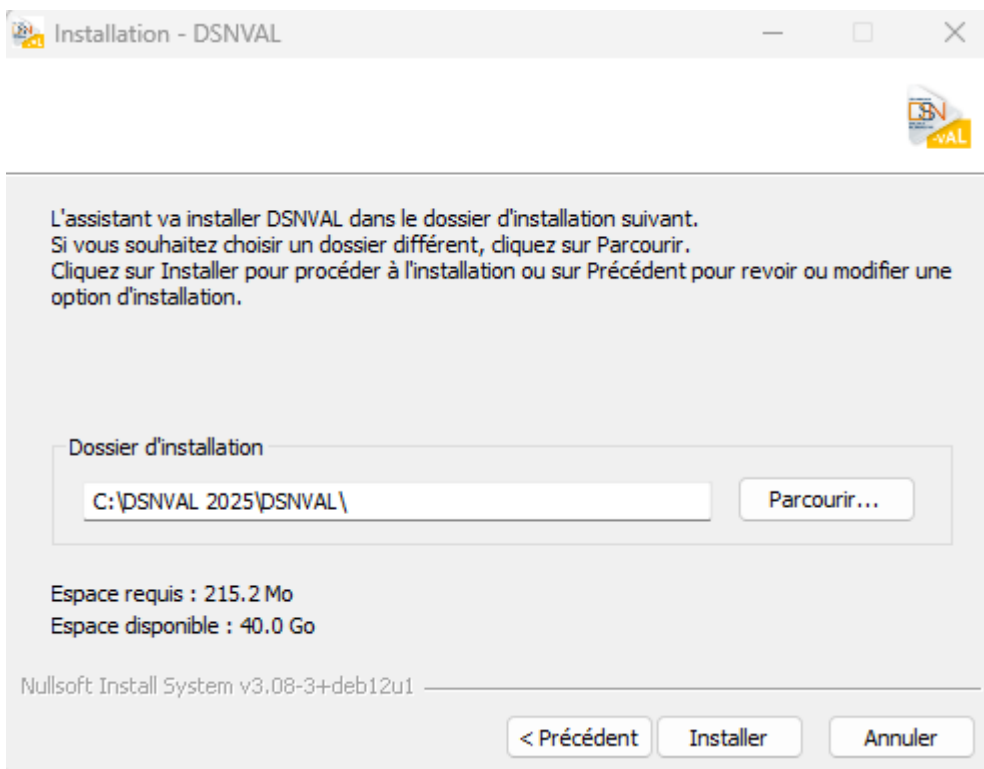 Installation - DSNVAL
DSN
-VAL
L'assistant va installer DSNVAL dans le dossier d'installation suivant.
Si vous souhaitez choisir un dossier différent, cliquez sur Parcourir.
Cliquez sur Installer pour procéder à l'installation ou sur Précédent pour revoir ou modifier une
option d'installation.
Dossier d'installation
C:\DSNVAL 2025\DSNVAL\
Parcourir...
Espace requis : 215.2 Mo
Espace disponible : 40.0 Go
Nullsoft Install System v3.08-3+deb12u1
< Précédent
Installer
Annuler